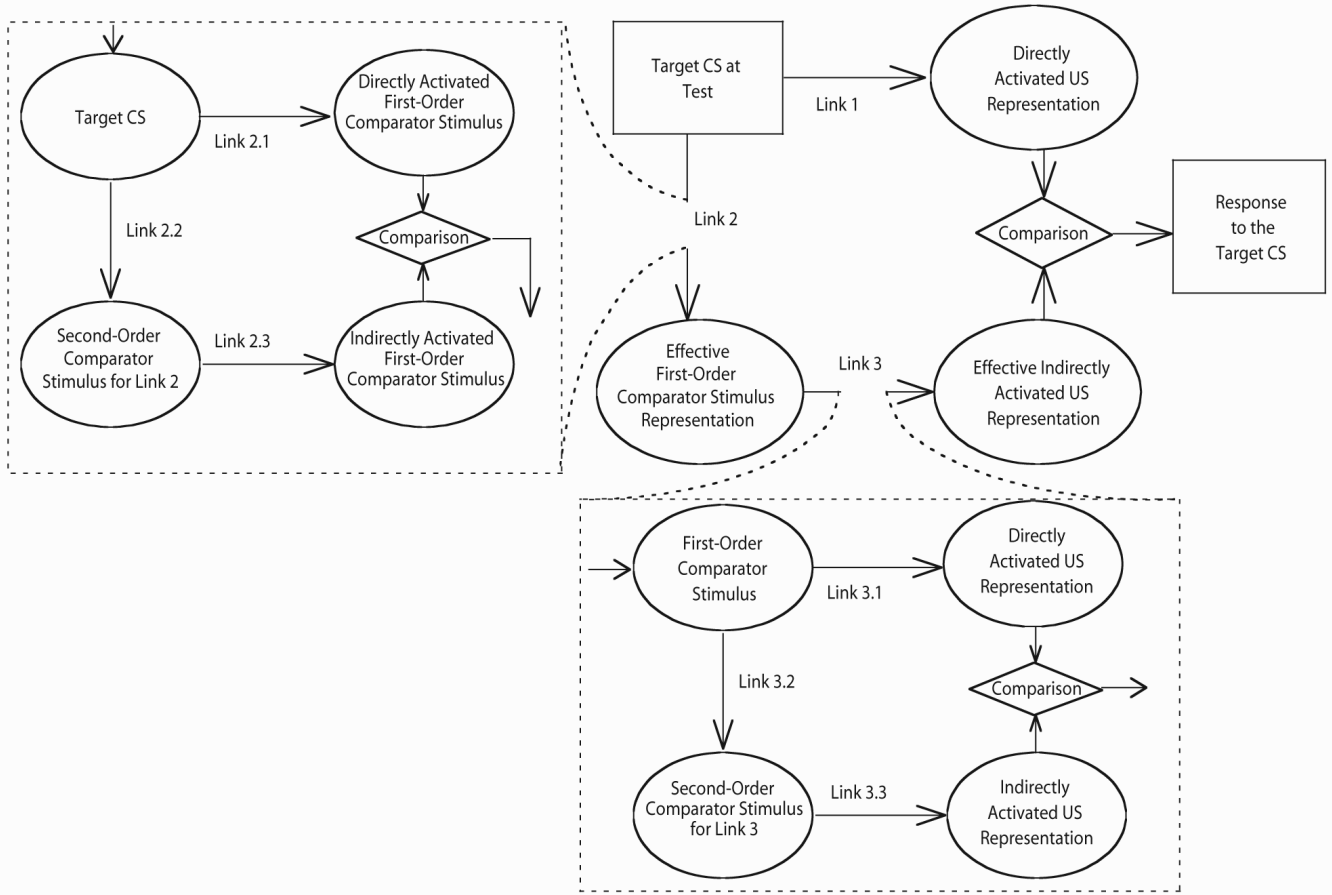 Target CS
Link 2.1
Directly Activated
First-Order
Comparator Stimulus
Link 2.2
Comparison
Second-Order
Comparator
Stimulus for Link 2
Link 2.3
Indirectly Activated
First-Order
Comparator Stimulus
Target CS at
Test
Link 1
Directly
Activated US
Representation
Link 2
Comparison
Response
to the
Target CS
Effective
First-Order
Comparator Stimulus
Representation
Link 3
Effective Indirectly
Activated US
Representation
First-Order
Comparator
Stimulus
Link 3.1
Directly
Activated US
Representation
Link 3.2
Comparison
Second-Order
Comparator Stimulus
for Link 3
Link 3.3
Indirectly
Activated US
Representation